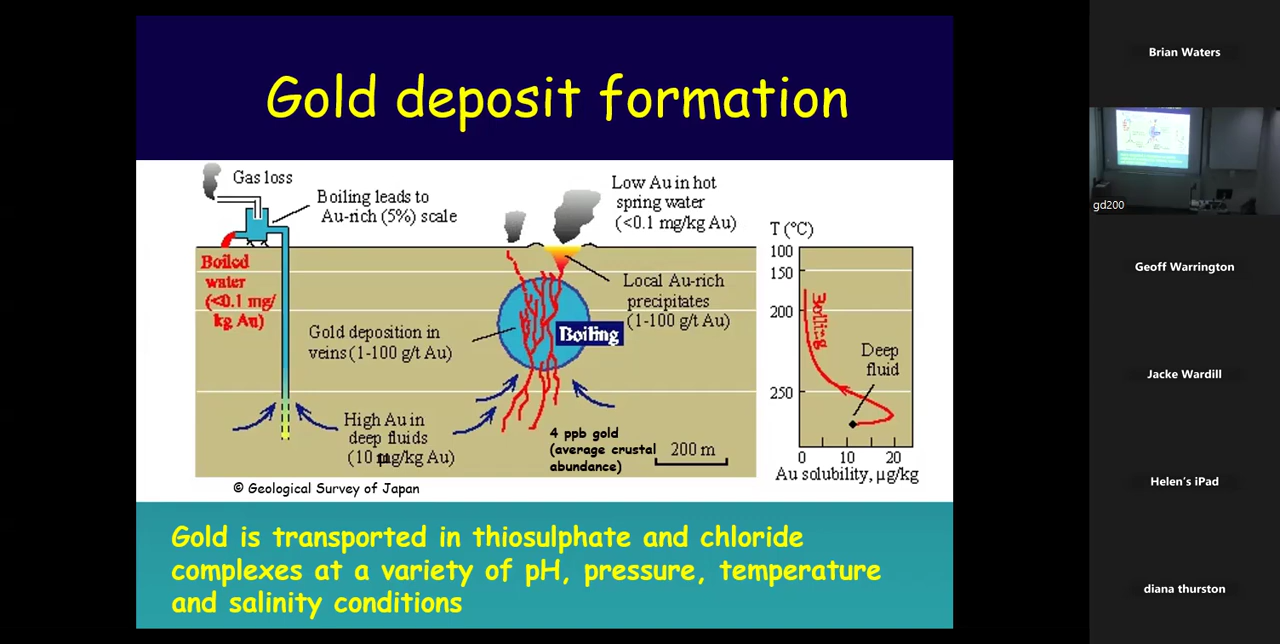 Gold deposit formation
Gas loss
Boiling leads to
Au-rich (5%) scale
Boiled
water
(<0.1 mg/
kg Au)
Gold deposition in
veins (1-100 g/t Au)
High Au in
deep fluids
(10 µg/kg Au)
Low Au in hot
spring water
(<0.1 mg/kg Au)
Local Au-rich
precipitates
(1-100 g/t Au)
Boiling
4 ppb gold
(average crustal
abundance)
200 m
© Geological Survey of Japan
T (°C)
100
150
200
250
Boiling
Deep
fluid
0 10 20
Au solubility, µg/kg
Gold is transported in thiosulphate and chloride
complexes at a variety of pH, pressure, temperature
and salinity conditions
Brian Waters
gd200
Geoff Warrington
Jacke Wardill
Helen's iPad
diana thurston